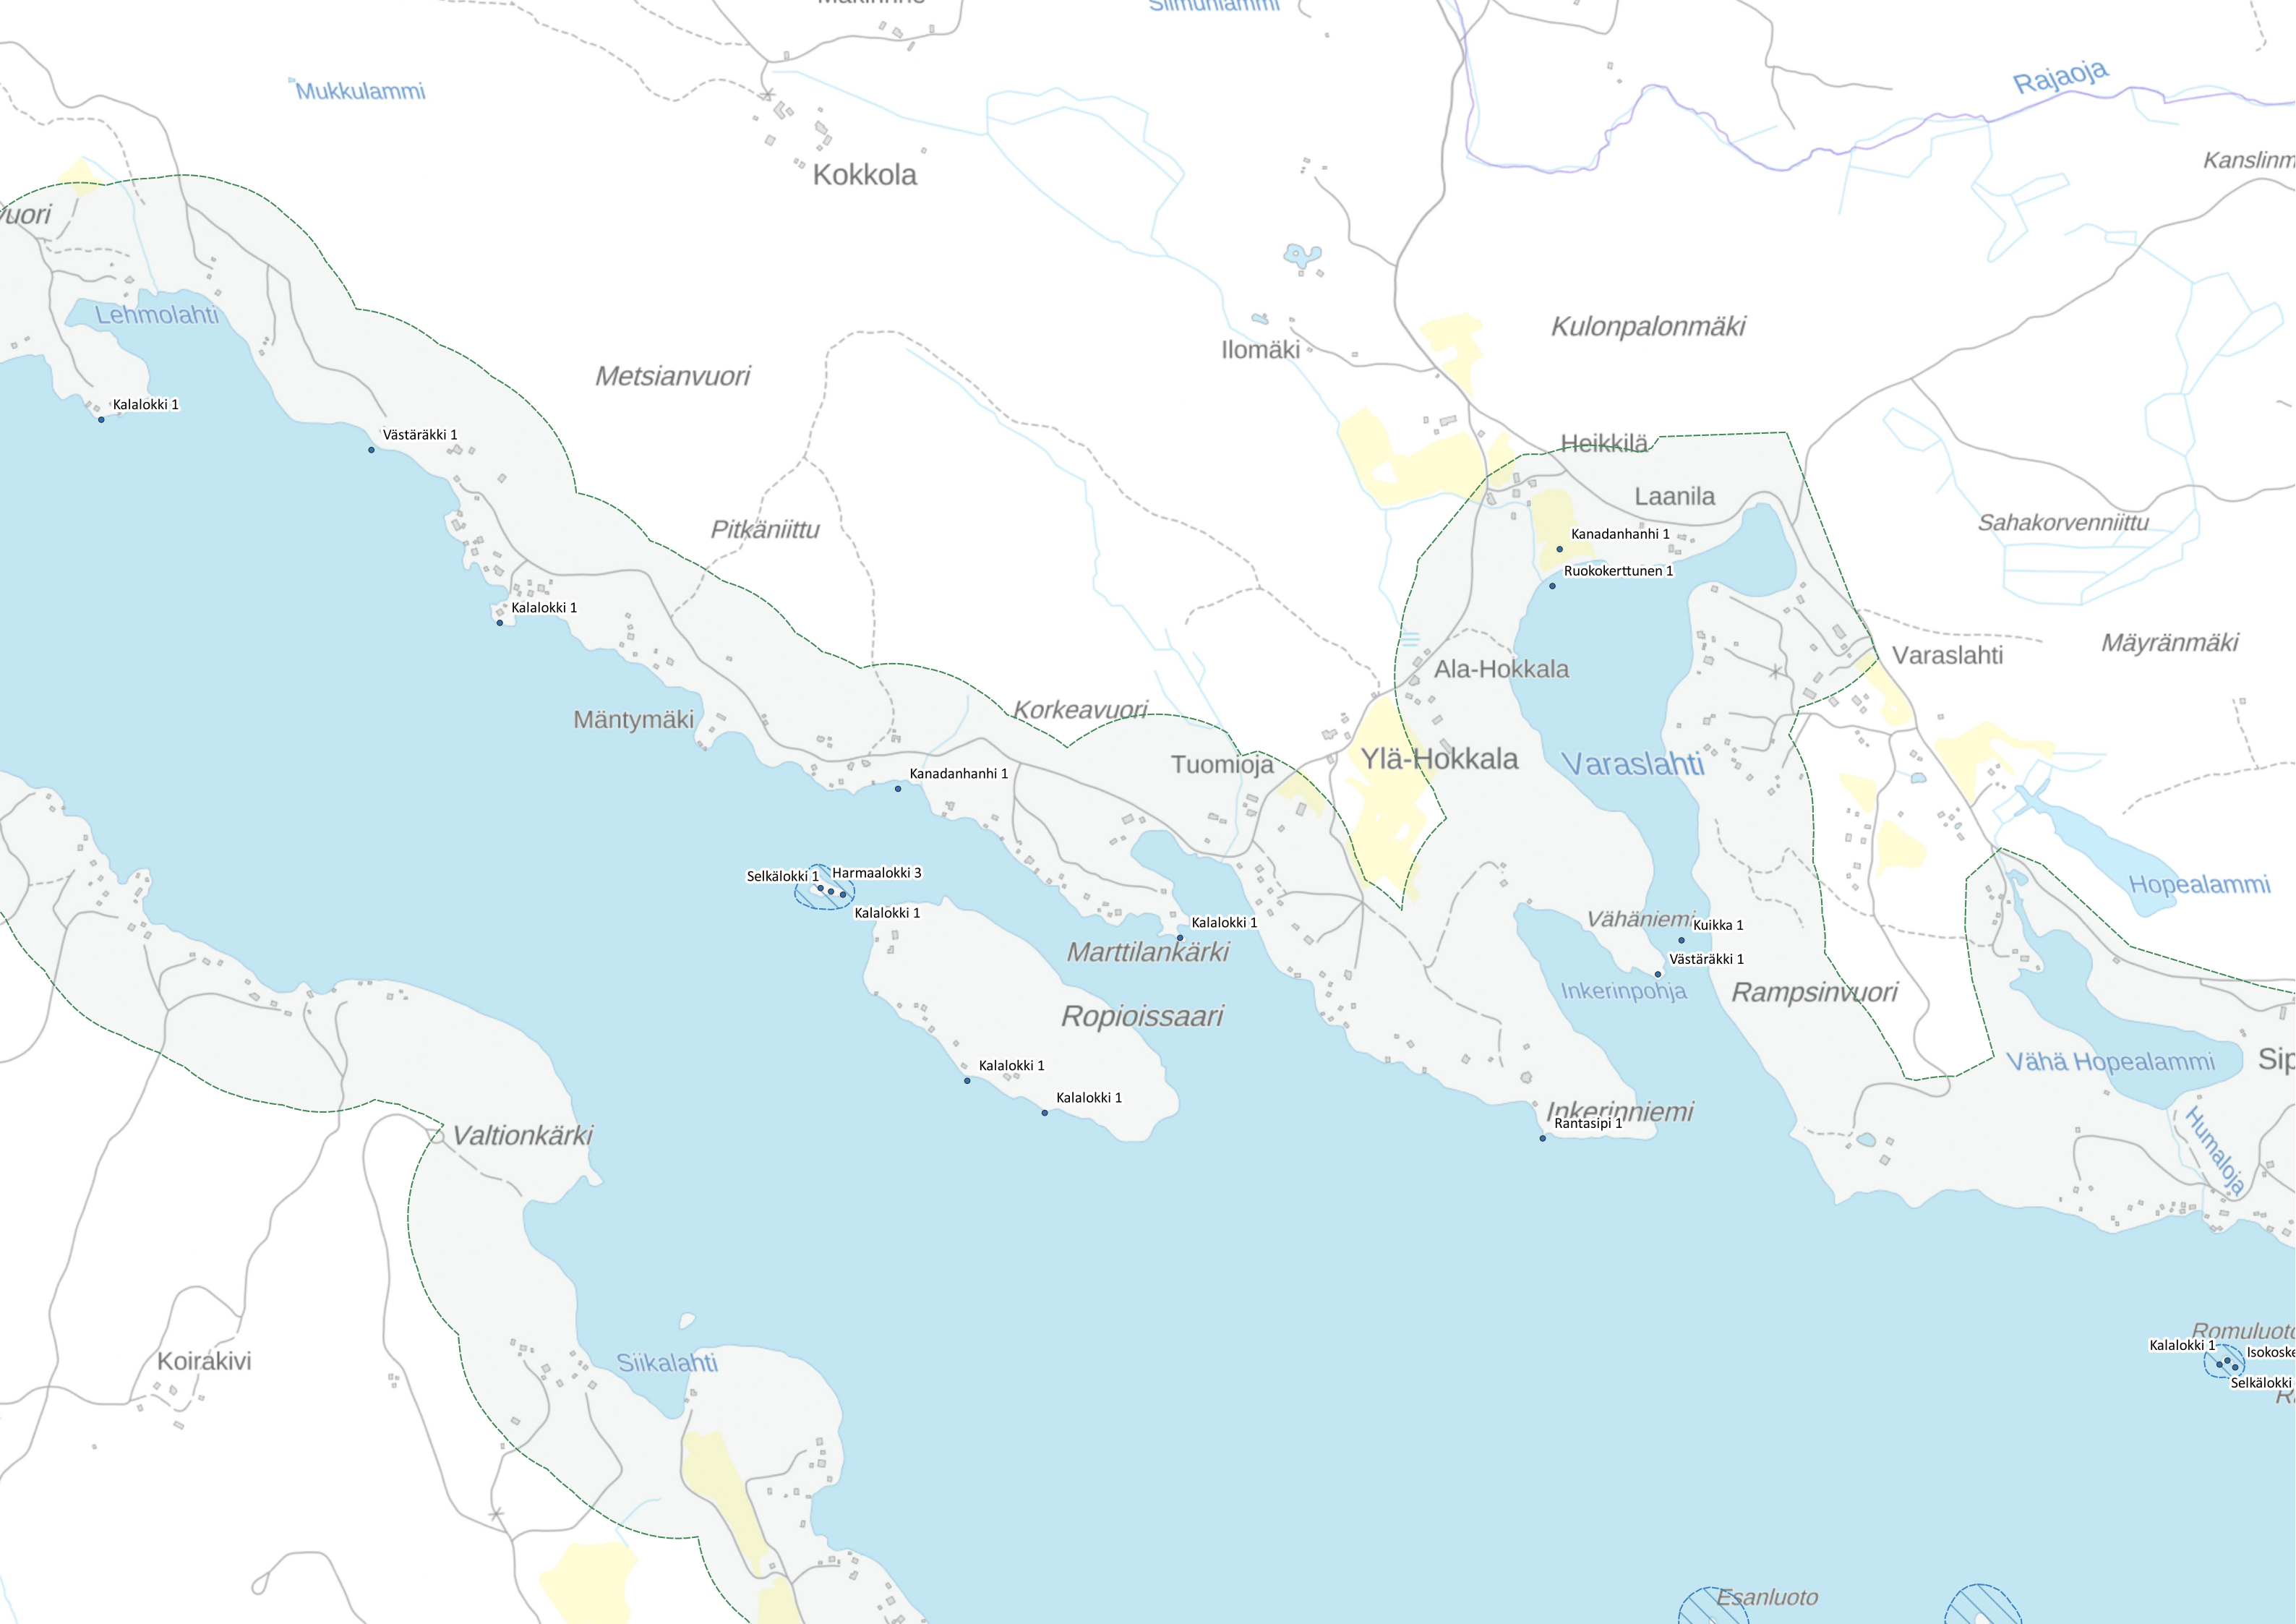 Mukkulammi
Rajaoja
Kokkola
vuori
Lehmolahti
Kulonpalonmäki
Ilomäki
Metsianvuori
Kalalokki 1
Västäräkki 1
Heikkilä
Laanila
Pitkäniittu
Sahakorvenniittu
Kanadanhanhi 1
Ruokokerttunen 1
Kalalokki 1
Mäyränmäki
Varaslahti
Ala-Hokkala
Korkeavuori
Mäntymäki
Tuomioja
Ylä-Hokkala
Varaslahti
Kanadanhanhi 1
Selkälokki 1
Harmaalokki 3
Kalalokki 1
Hopealammi
Kalalokki 1
Vähäniemi
Kuikka 1
Marttilankärki
Västäräkki 1
Inkerinpohja
Rampsinvuori
Ropioissaari
Kalalokki 1
Vähä Hopealammi
Sip
Kalalokki 1
Inkerinniemi
Rantasipi 1
Valtionkärki
Humaloja
Romuluoto
Kalalokki 1
Isokoske
Selkälokki
Koirakivi
Siikalahti
Esanluoto